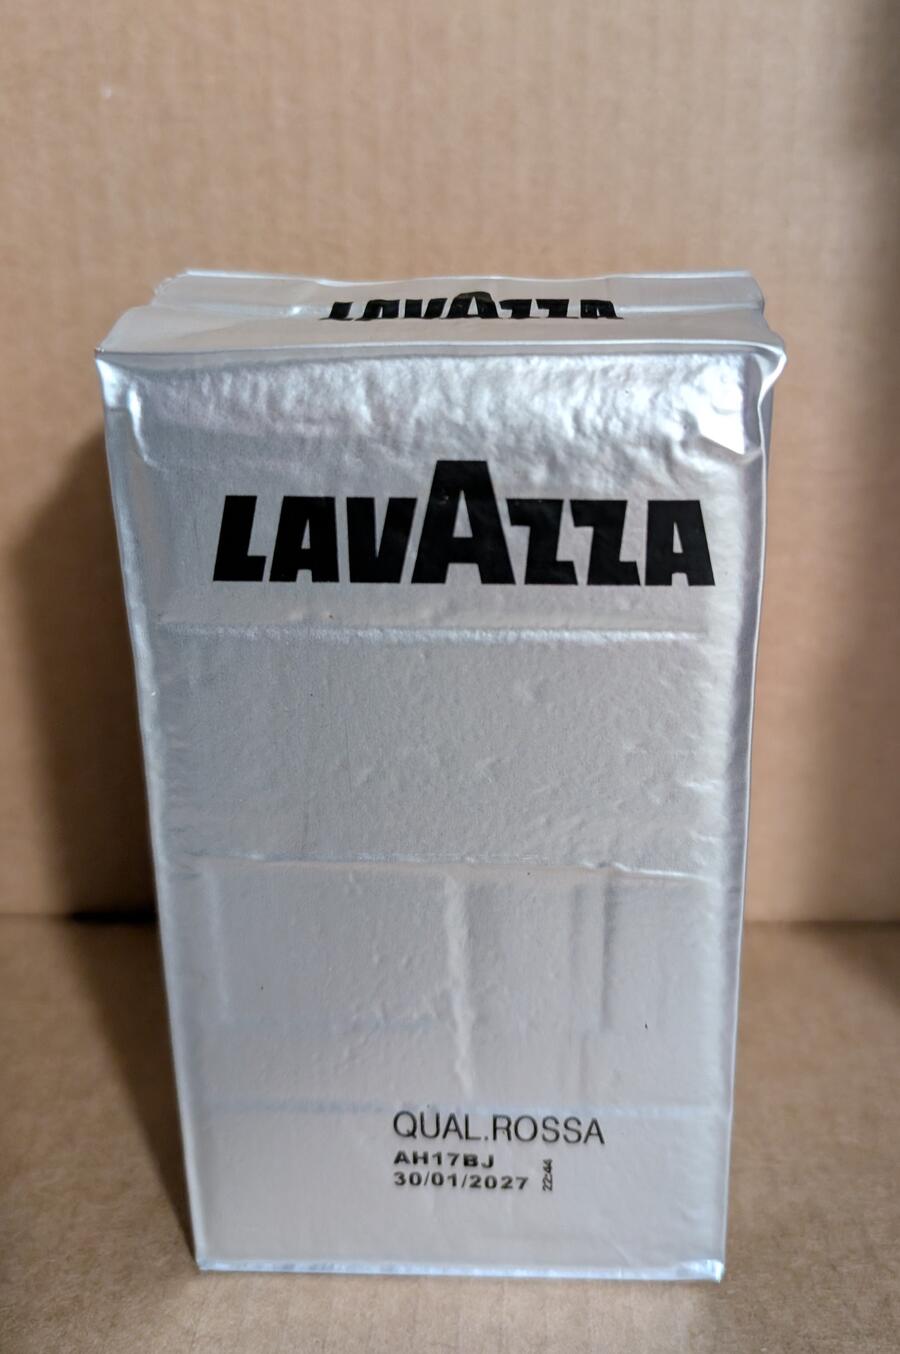 LAVAZZA
LAVAZZA
QUAL.ROSSA
AH17BJ
30/01/2027 22:44